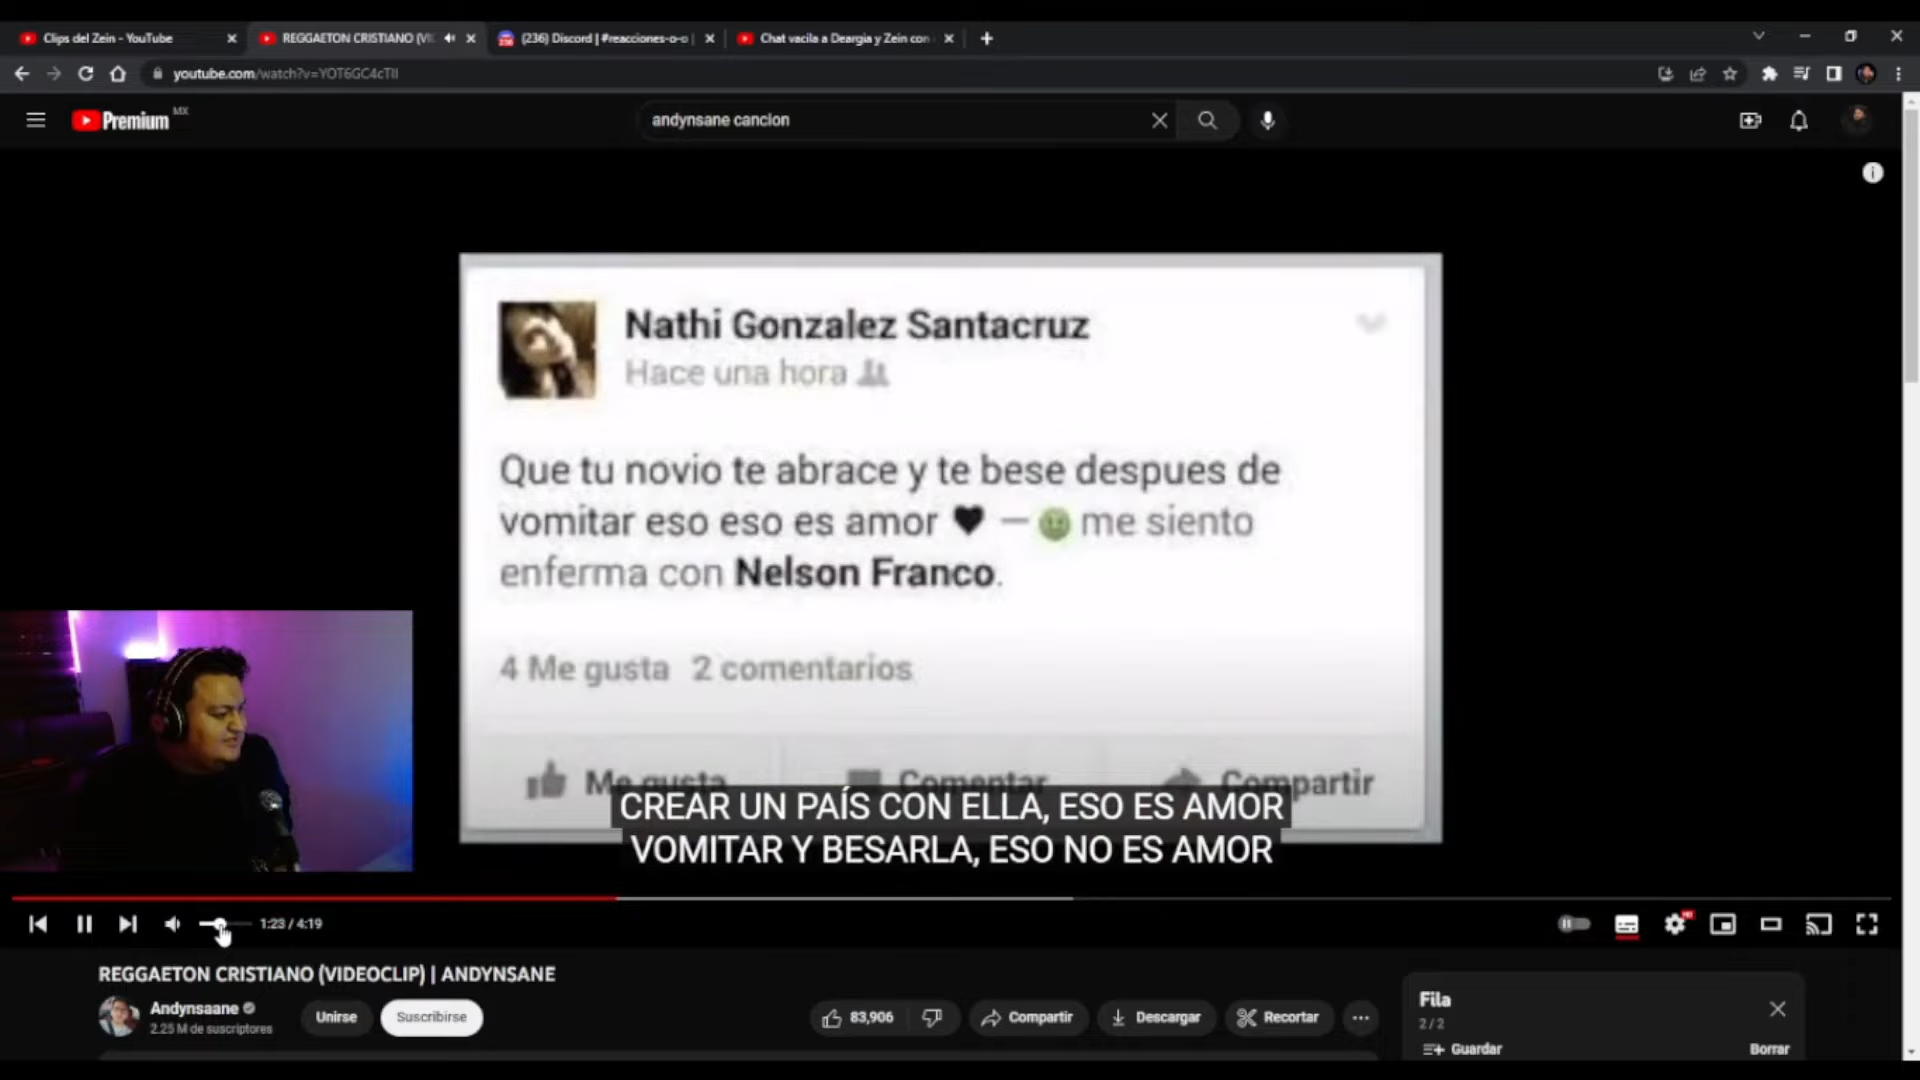 Clips del Zein - YouTube
REGGAETON CRISTIANO (VI
(236) Discord | #reacciones-o-o |
Chat vacila a Deargia y Zein con
youtube.com/watch?v=YOT6GC4cTlI
Premium MX
andynsane cancion
Nathi Gonzalez Santacruz
Hace una hora
Que tu novio te abrace y te bese despues de
vomitar eso eso es amor ♥ — me siento
enferma con Nelson Franco.
4 Me gusta 2 comentarios
Me gusta Comentar Compartir
CREAR UN PAÍS CON ELLA, ESO ES AMOR
VOMITAR Y BESARLA, ESO NO ES AMOR
1:23 / 4:19
REGGAETON CRISTIANO (VIDEOCLIP) | ANDYNSANE
Andynsaane
2.25 M de suscriptores
Unirse
Suscribirse
83,906
Compartir
Descargar
Recortar
Fila
2 / 2
Guardar
Borrar